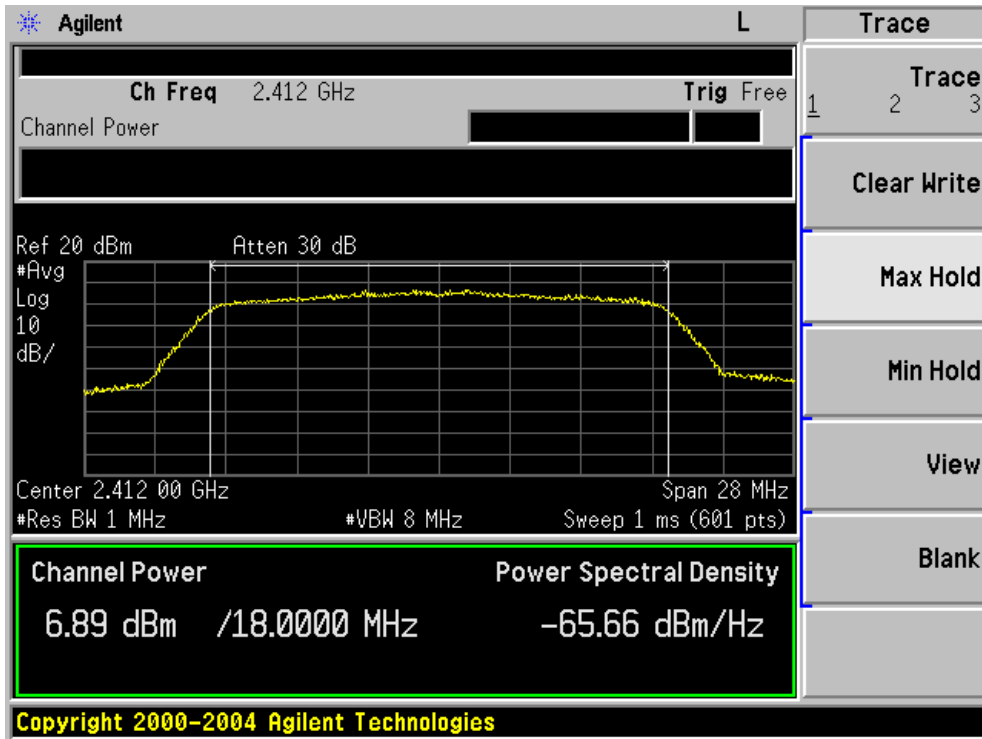 Agilent L Trace
Ch Freq 2.412 GHz Trig Free
Channel Power
Trace
1 2 3
Clear Write
Ref 20 dBm Atten 30 dB
#Avg
Log
10
dB/
Max Hold
Min Hold
View
Center 2.412 00 GHz Span 28 MHz
#Res BW 1 MHz #VBW 8 MHz Sweep 1 ms (601 pts)
Blank
Channel Power Power Spectral Density
6.89 dBm /18.0000 MHz -65.66 dBm/Hz
Copyright 2000-2004 Agilent Technologies